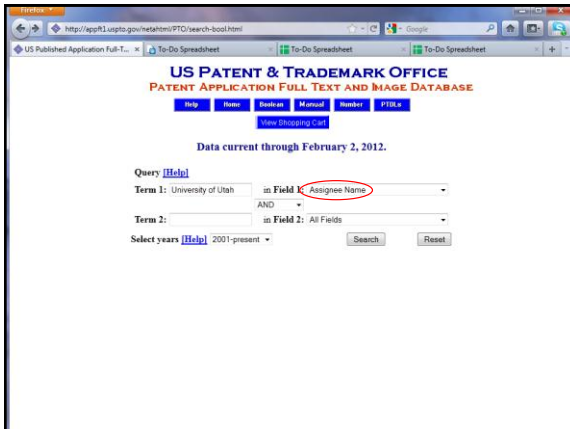 Firefox
http://appft1.uspto.gov/netahtml/PTO/search-bool.html
Google
US Published Application Full-T...
To-Do Spreadsheet
To-Do Spreadsheet
To-Do Spreadsheet
US PATENT & TRADEMARK OFFICE
PATENT APPLICATION FULL TEXT AND IMAGE DATABASE
Help Home Boolean Manual Number PTDLs
View Shopping Cart
Data current through February 2, 2012.
Query [Help]
Term 1: University of Utah in Field 1: Assignee Name
AND
Term 2: in Field 2: All Fields
Select years [Help] 2001-present Search Reset